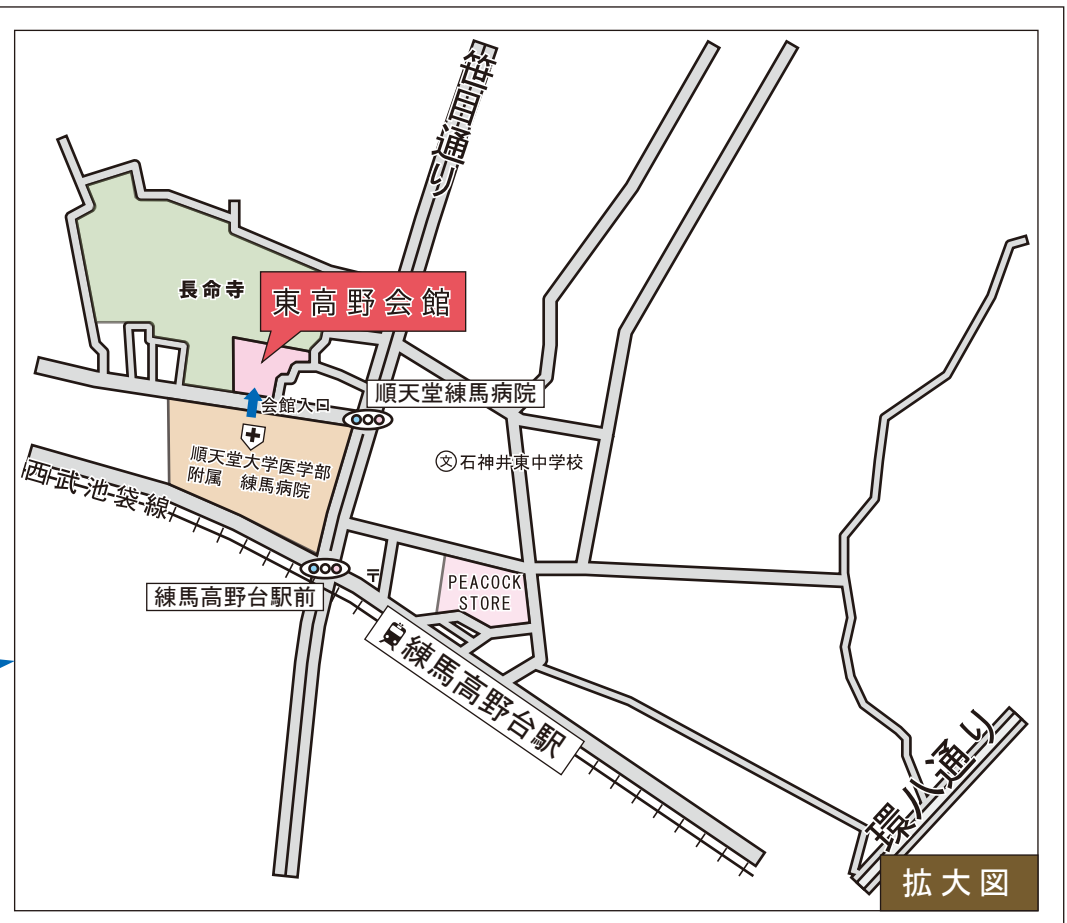 笹目通り
長命寺
東高野会館
順天堂練馬病院
会館入口
順天堂大学医学部
附属 練馬病院
文石神井東中学校
西武池袋線
練馬高野台駅前
〒
PEACOCK
STORE
練馬高野台駅
環八通り
拡大図